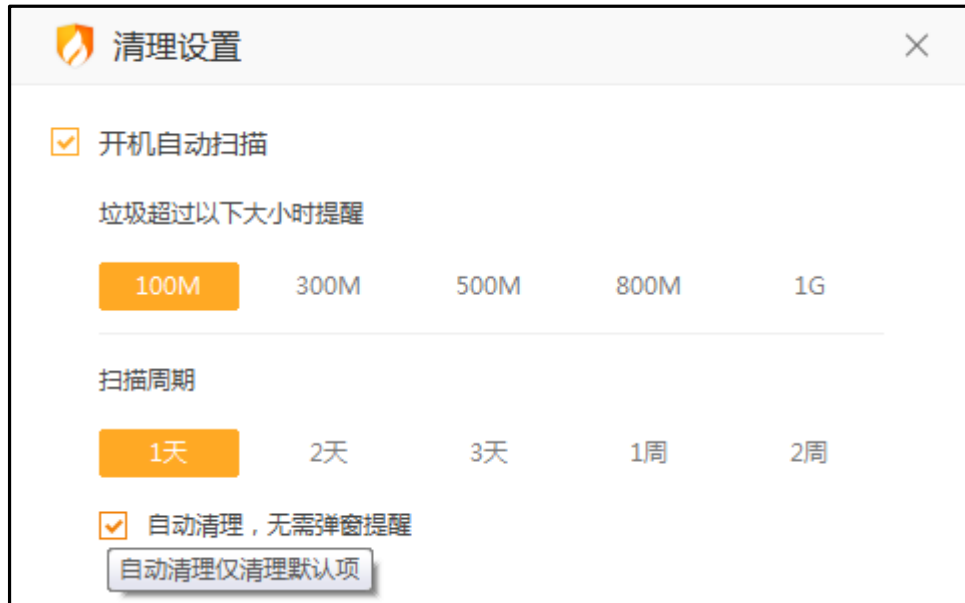 清理设置
开机自动扫描
垃圾超过以下大小时提醒
100M 300M 500M 800M 1G
扫描周期
1天 2天 3天 1周 2周
自动清理，无需弹窗提醒
自动清理仅清理默认项